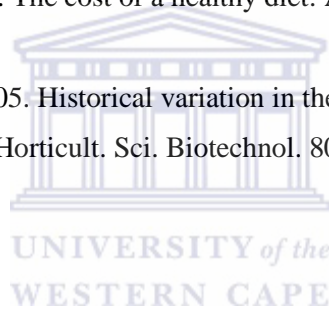 . The cost of a healthy diet.
05. Historical variation in the
Horticult. Sci. Biotechnol. 80
UNIVERSITY of the
WESTERN CAPE